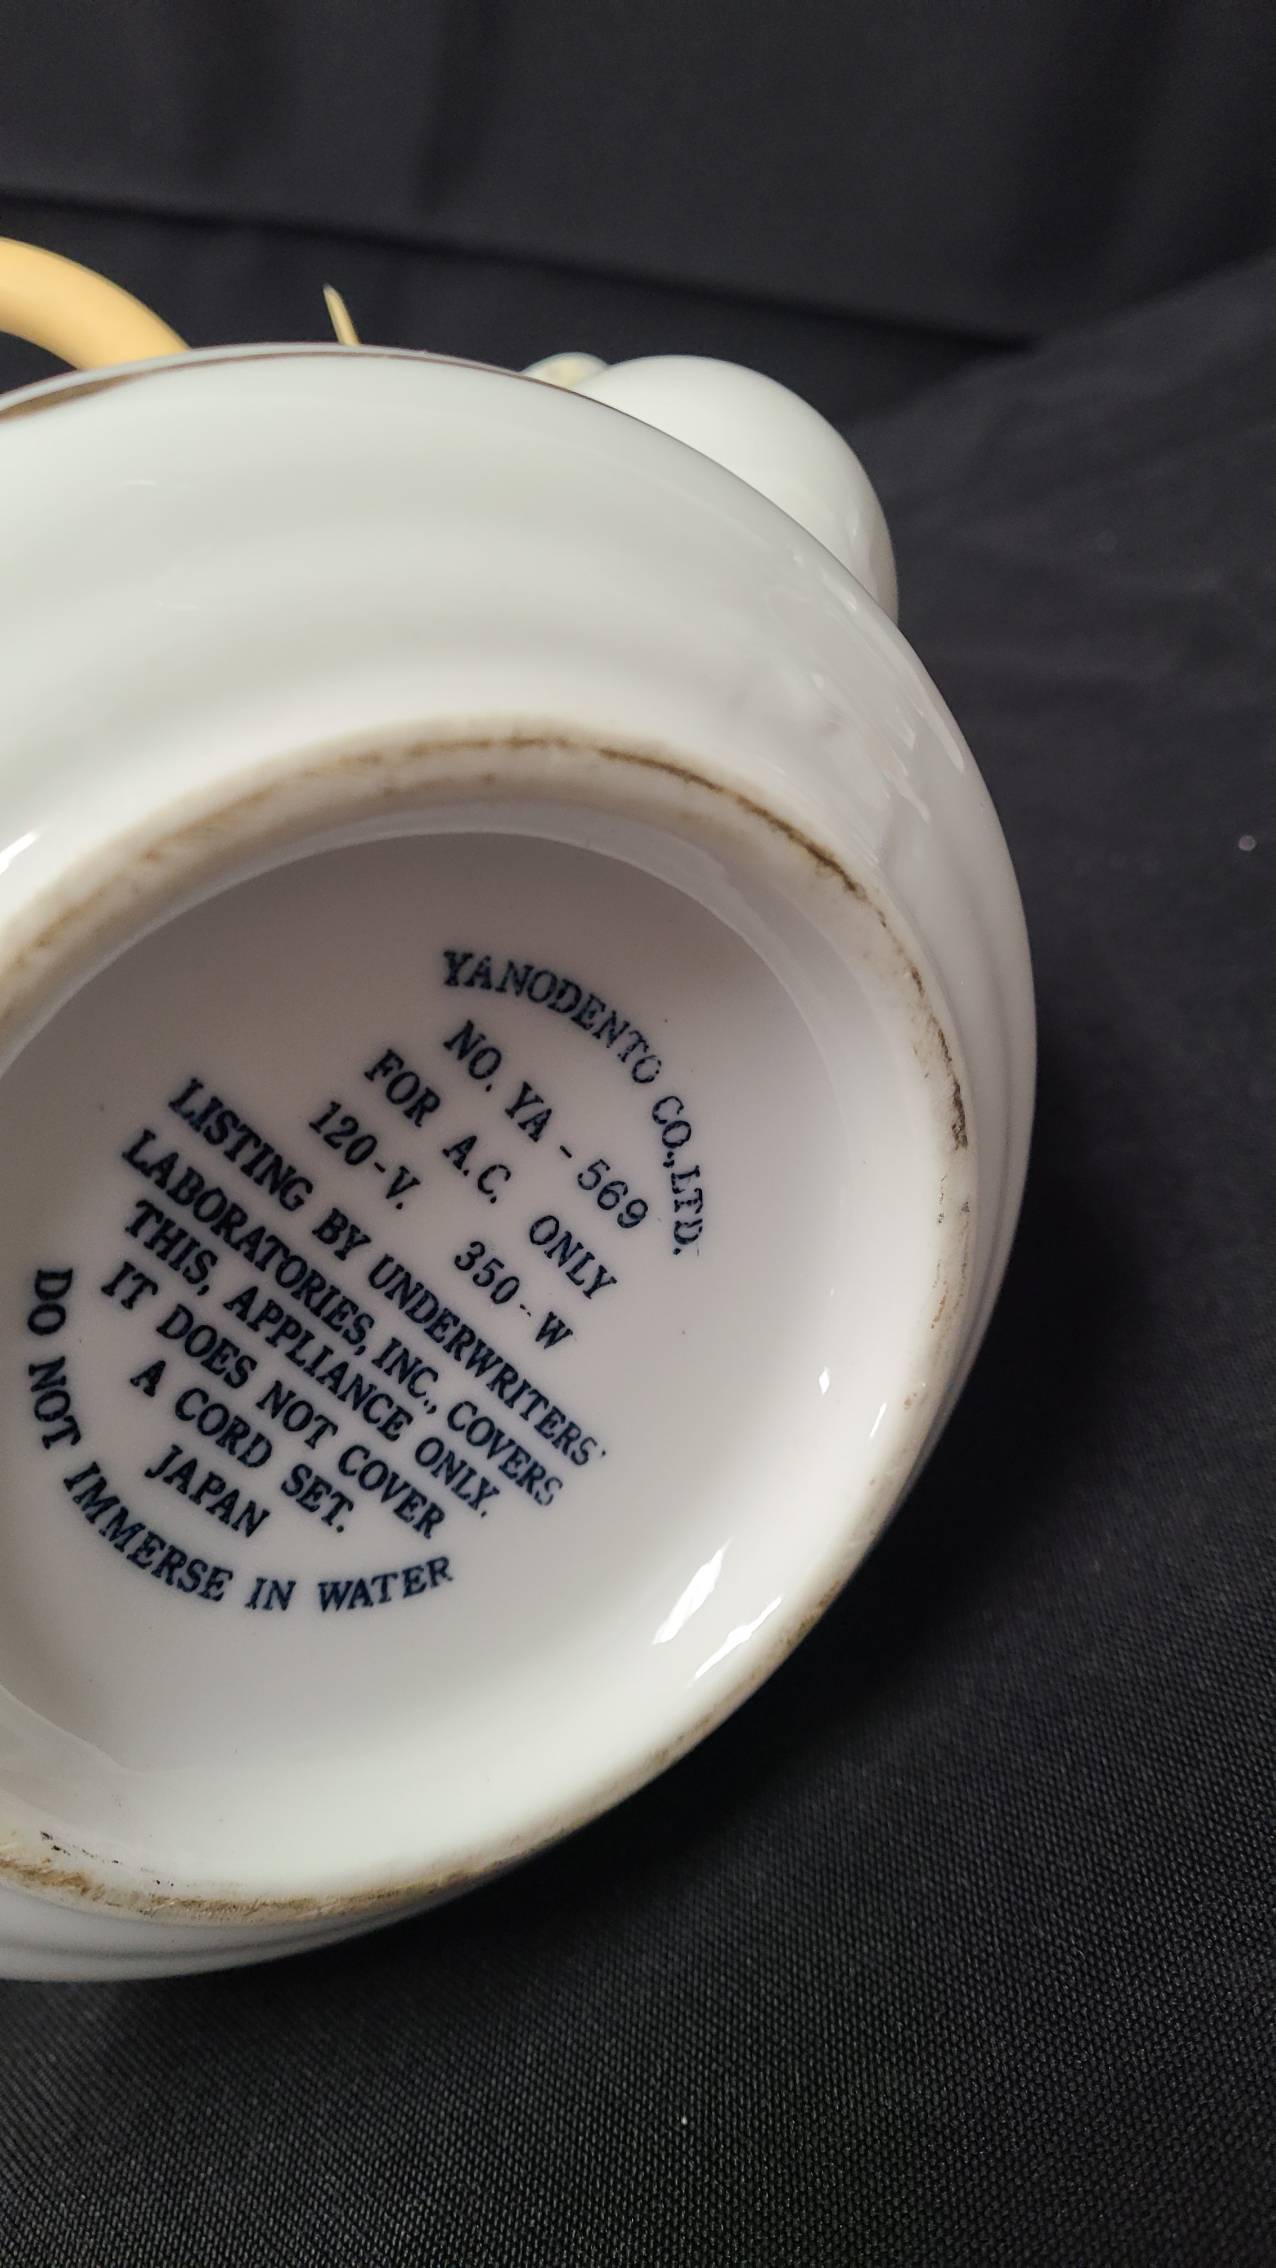 YANODENTO CO.,LTD.
NO. YA-569
FOR A.C. ONLY
120-V. 350-W
LISTING BY UNDERWRITERS'
LABORATORIES, INC., COVERS
THIS, APPLIANCE ONLY.
IT DOES NOT COVER
A CORD SET.
JAPAN
DO NOT IMMERSE IN WATER